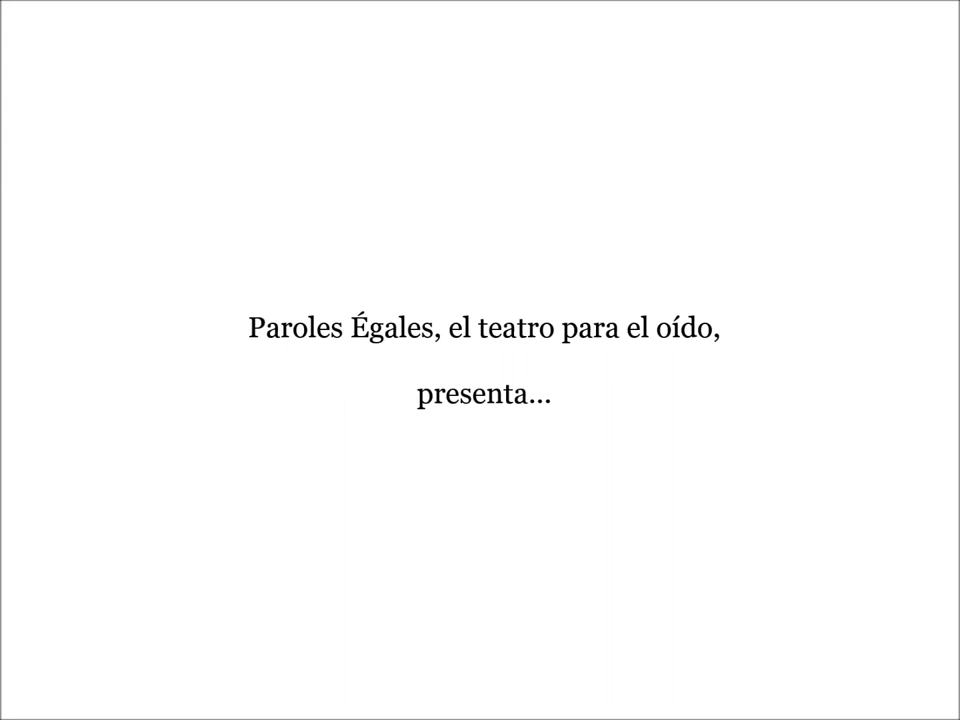 Paroles Égales, el teatro para el oído,
presenta...